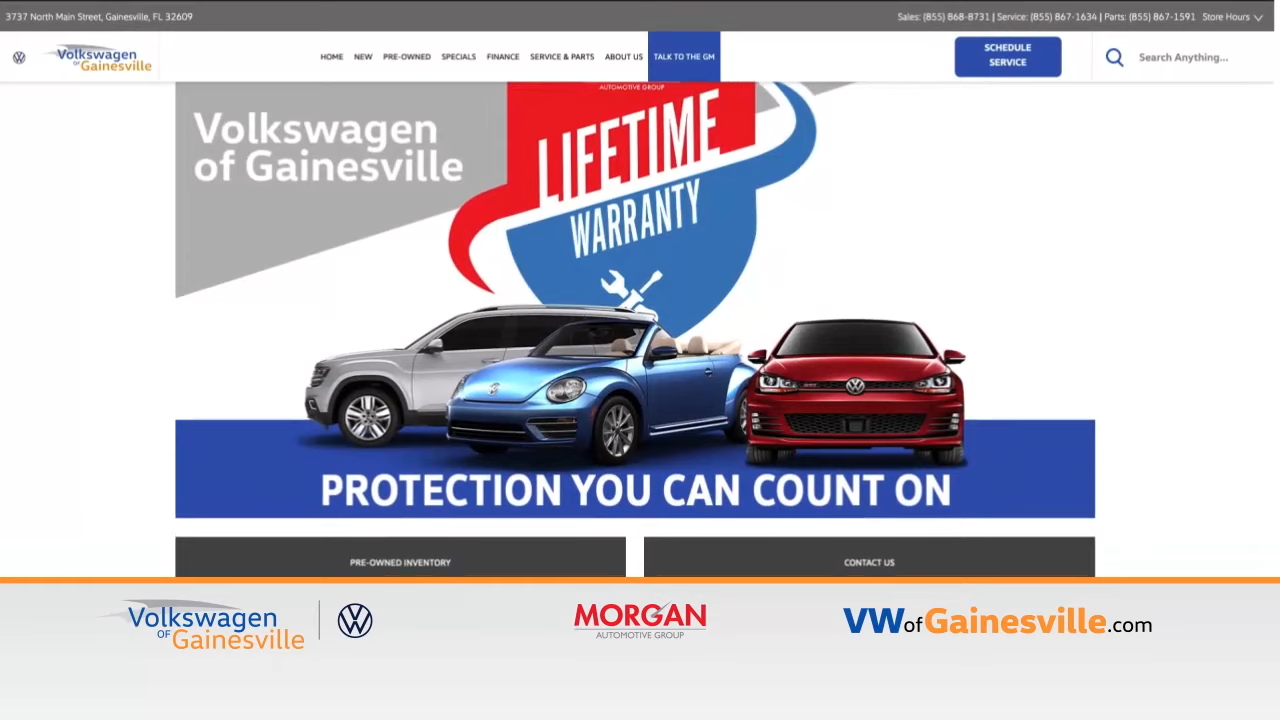 3737 North Main Street, Gainesville, FL 32609
Sales: (855) 868-8731 | Service: (855) 867-1634 | Parts: (855) 867-1591 Store Hours
Volkswagen
OF Gainesville
HOME NEW PRE-OWNED SPECIALS FINANCE SERVICE & PARTS ABOUT US TALK TO THE GM
SCHEDULE
SERVICE
Search Anything...
AUTOMOTIVE GROUP
Volkswagen
of Gainesville
LIFETIME
WARRANTY
PROTECTION YOU CAN COUNT ON
PRE-OWNED INVENTORY
CONTACT US
Volkswagen
OF Gainesville
MORGAN
AUTOMOTIVE GROUP
VWofGainesville.com